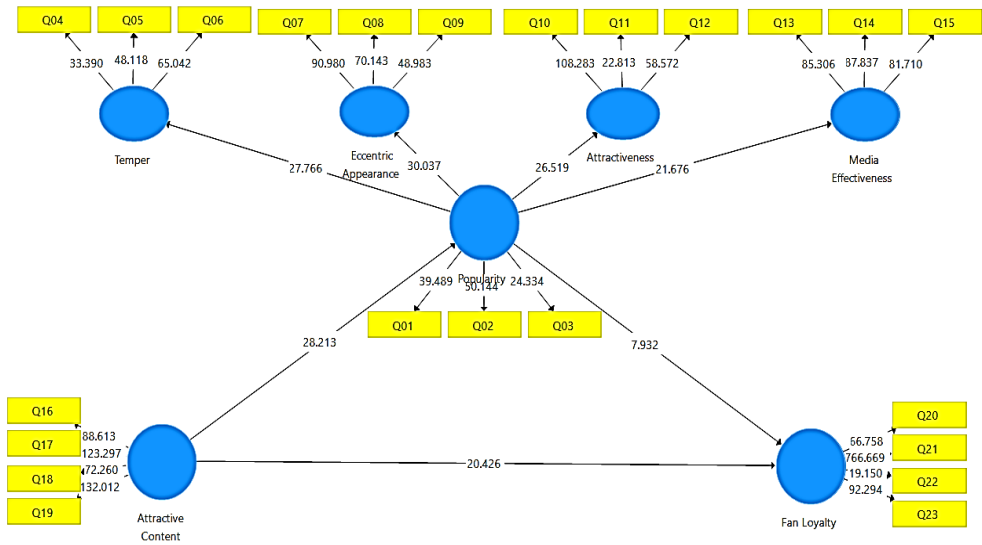 Q04 Q05 Q06 Q07 Q08 Q09 Q10 Q11 Q12 Q13 Q14 Q15
33.390 48.118 65.042 90.980 70.143 48.983 108.283 22.813 58.572 85.306 87.837 81.710
Temper
Eccentric
Appearance
Attractiveness
Media
Effectiveness
27.766 30.037 26.519 21.676
Popularity
39.489 50.144 24.334
Q01 Q02 Q03
28.213 7.932
Q16
Q17
Q18
Q19
88.613
123.297
72.260
132.012
20.426
Attractive
Content
66.758
766.669
19.150
92.294
Q20
Q21
Q22
Q23
Fan Loyalty